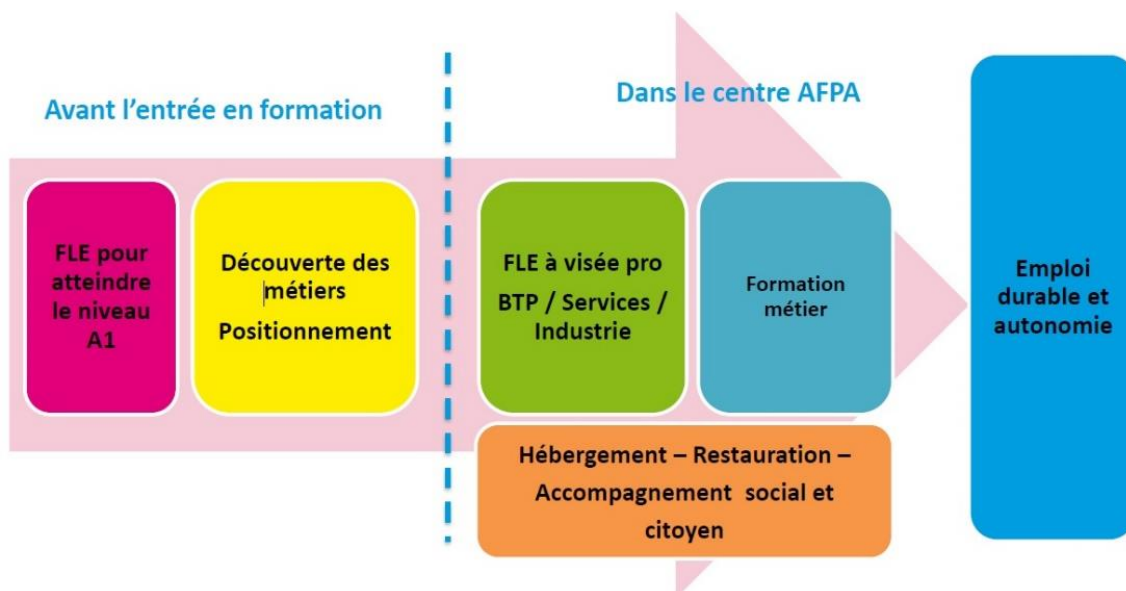 Avant l'entrée en formation
Dans le centre AFPA
FLE pour
atteindre
le niveau
A1
Découverte des
métiers
Positionnement
FLE à visée pro
BTP / Services /
Industrie
Formation
métier
Hébergement – Restauration –
Accompagnement social et
citoyen
Emploi
durable et
autonomie